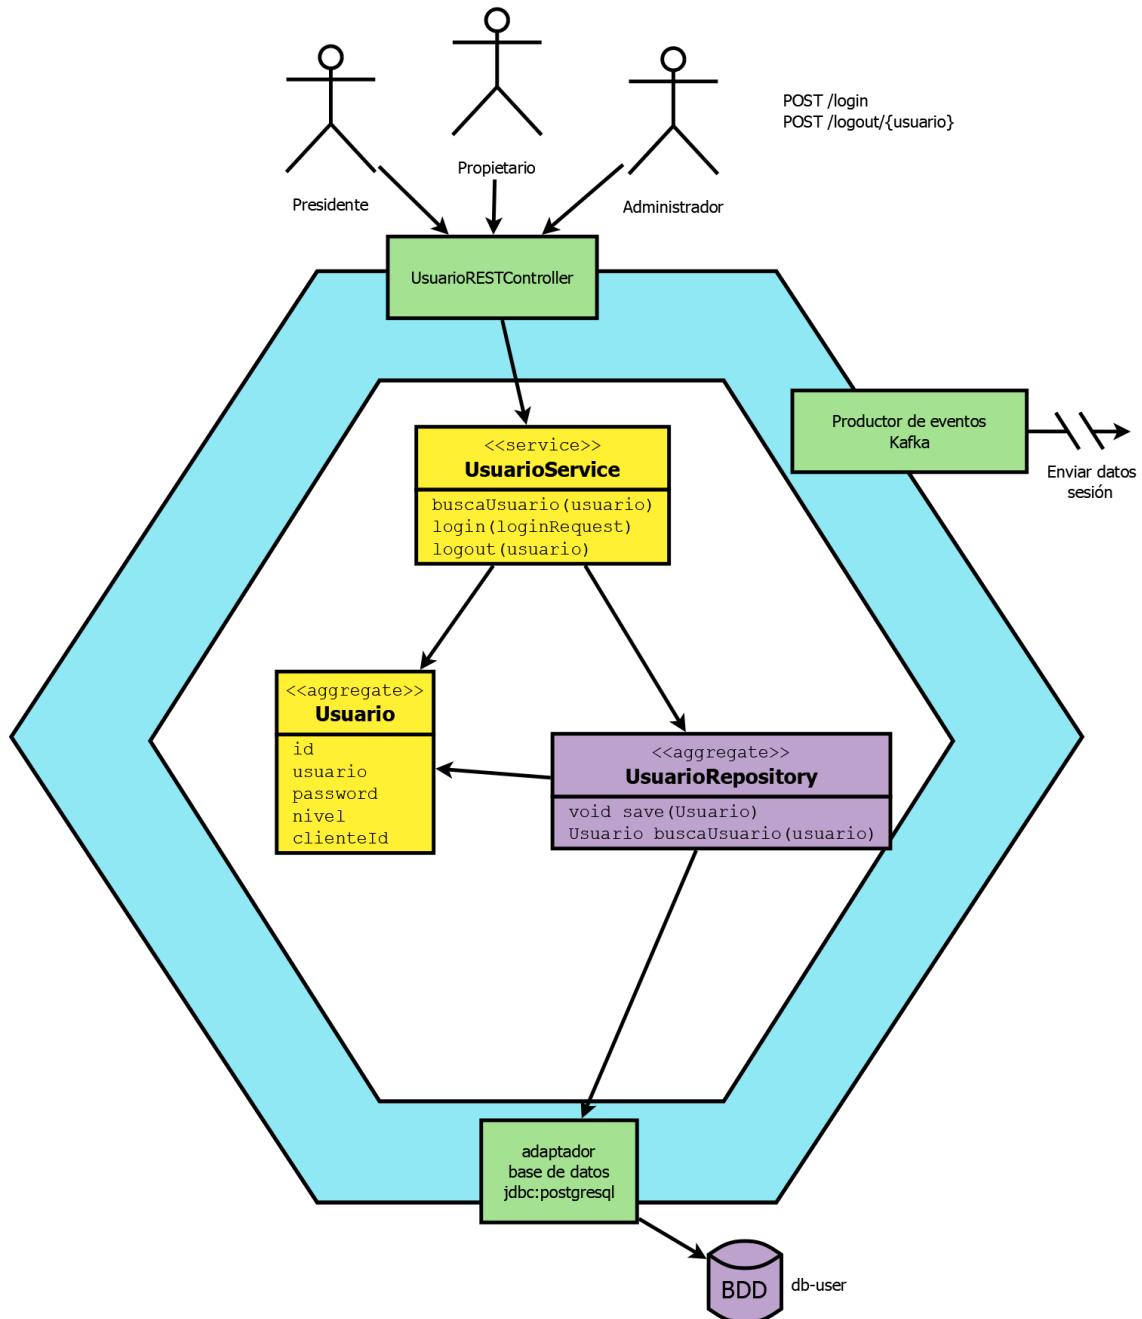 POST /login
POST /logout/{usuario}
Propietario
Presidente
Administrador
UsuarioRESTController
Productor de eventos
Kafka
Enviar datos
sesión
<<service>>
UsuarioService
buscaUsuario(usuario)
login(loginRequest)
logout(usuario)
<<aggregate>>
Usuario
id
usuario
password
nivel
clienteId
<<aggregate>>
UsuarioRepository
void save(Usuario)
Usuario buscaUsuario(usuario)
adaptador
base de datos
jdbc:postgresql
BDD
db-user